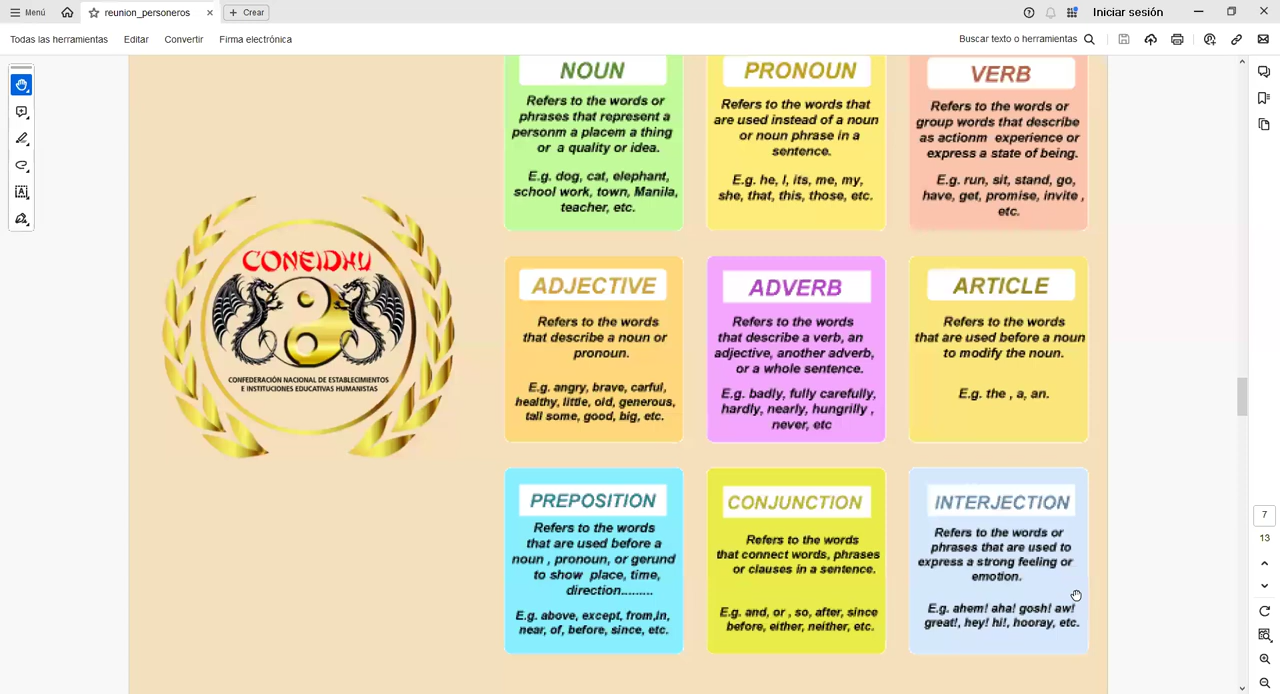 Menú
reunion_personeros
Crear
Iniciar sesión
Todas las herramientas
Editar
Convertir
Firma electrónica
Buscar texto o herramientas
NOUN
Refers to the words or
phrases that represent a
personm a placem a thing
or a quality or idea.
E.g. dog, cat, elephant,
school work, town, Manila,
teacher, etc.
PRONOUN
Refers to the words that
are used instead of a noun
or noun phrase in a
sentence.
E.g. he, I, its, me, my,
she, that, this, those, etc.
VERB
Refers to the words or
group words that describe
as actionm experience or
express a state of being.
E.g. run, sit, stand, go,
have, get, promise, invite ,
etc.
CONEIDHU
CONFEDERACIÓN NACIONAL DE ESTABLECIMIENTOS
E INSTITUCIONES EDUCATIVAS HUMANISTAS
ADJECTIVE
Refers to the words
that describe a noun or
pronoun.
E.g. angry, brave, carful,
healthy, little, old, generous,
tall some, good, big, etc.
ADVERB
Refers to the words
that describe a verb, an
adjective, another adverb,
or a whole sentence.
E.g. badly, fully carefully,
hardly, nearly, hungrilly ,
never, etc
ARTICLE
Refers to the words
that are used before a noun
to modify the noun.
E.g. the , a, an.
PREPOSITION
Refers to the words
that are used before a
noun , pronoun, or gerund
to show place, time,
direction.........
E.g. above, except, from,in,
near, of, before, since, etc.
CONJUNCTION
Refers to the words
that connect words, phrases
or clauses in a sentence.
E.g. and, or , so, after, since
before, either, neither, etc.
INTERJECTION
Refers to the words or
phrases that are used to
express a strong feeling or
emotion.
E.g. ahem! aha! gosh! aw!
great!, hey! hi!, hooray, etc.
7
13